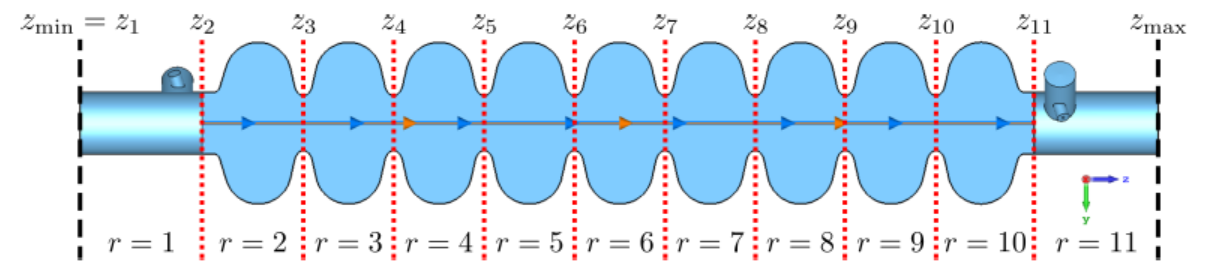 z_min = z_1 z_2 z_3 z_4 z_5 z_6 z_7 z_8 z_9 z_10 z_11 z_max
z
y
r = 1 r = 2 r = 3 r = 4 r = 5 r = 6 r = 7 r = 8 r = 9 r = 10 r = 11